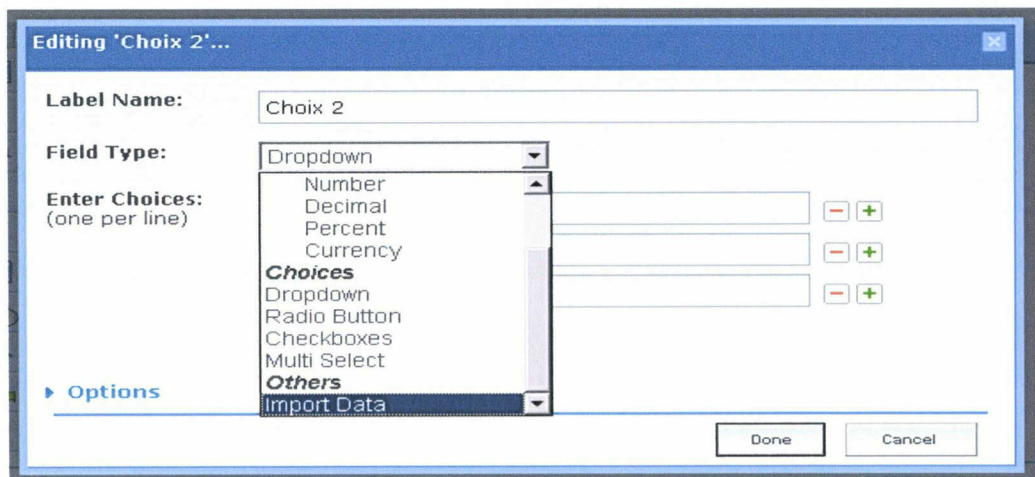 Editing 'Choix 2'...
Label Name:
Choix 2
Field Type:
Dropdown
Enter Choices:
(one per line)
Number
Decimal
Percent
Currency
Choices
Dropdown
Radio Button
Checkboxes
Multi Select
Others
Import Data
Options
Done
Cancel